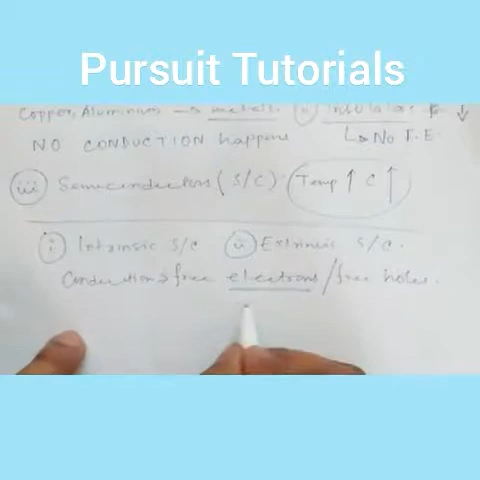 Pursuit Tutorials
Copper, Aluminium → metals. Insulators ↓
NO CONDUCTION happens ↳ No F.E.
(iii) Semiconductors (S/C) Temp ↑ C ↑
(i) Intrinsic S/C (ii) Extrinsic S/C.
Conduction free electrons / free holes.